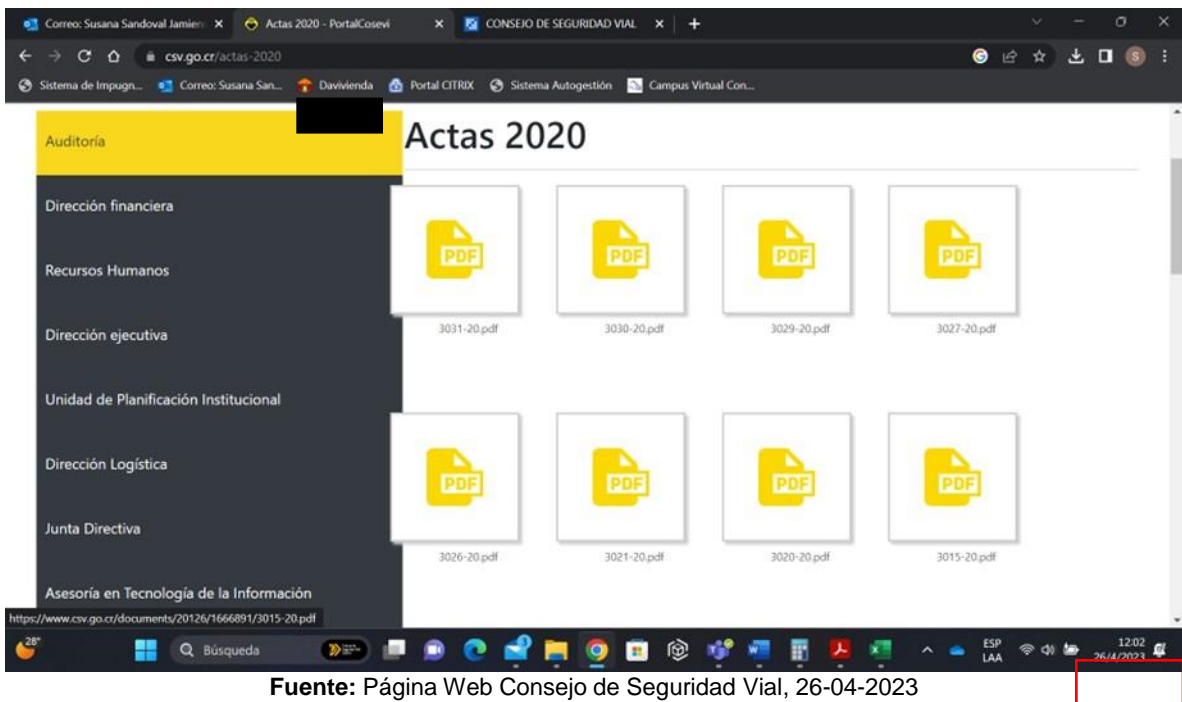 Correo: Susana Sandoval Jamien
Actas 2020 - PortalCosevi
CONSEJO DE SEGURIDAD VIAL
csv.go.cr/actas-2020
Sistema de Impugn...
Correo: Susana San...
Davivienda
Portal CITRIX
Sistema Autogestión
Campus Virtual Con...
Auditoría
Dirección financiera
Recursos Humanos
Dirección ejecutiva
Unidad de Planificación Institucional
Dirección Logística
Junta Directiva
Asesoría en Tecnología de la Información
Actas 2020
PDF PDF PDF PDF
3031-20.pdf 3030-20.pdf 3029-20.pdf 3027-20.pdf
PDF PDF PDF PDF
3026-20.pdf 3021-20.pdf 3020-20.pdf 3015-20.pdf
https://www.csv.go.cr/documents/20126/1666891/3015-20.pdf
28°
Búsqueda
ESP
LAA
12:02
26/4/2023
Fuente: Página Web Consejo de Seguridad Vial, 26-04-2023